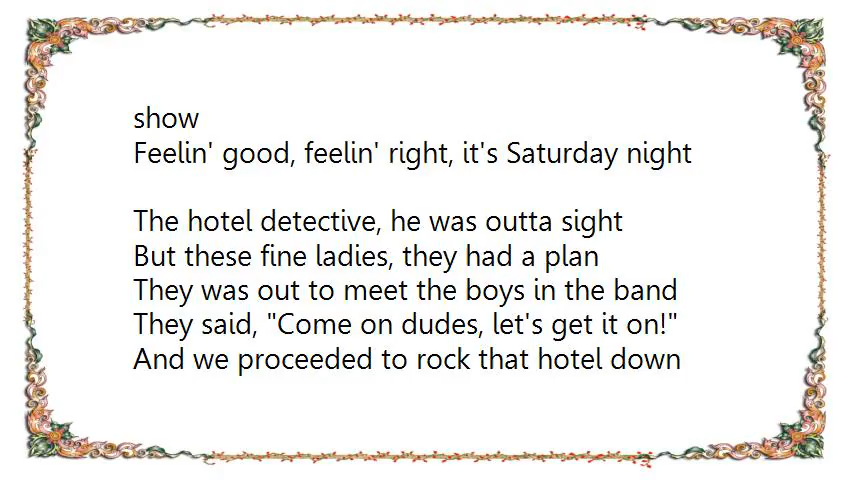 show
Feelin' good, feelin' right, it's Saturday night
The hotel detective, he was outta sight
But these fine ladies, they had a plan
They was out to meet the boys in the band
They said, "Come on dudes, let's get it on!"
And we proceeded to rock that hotel down